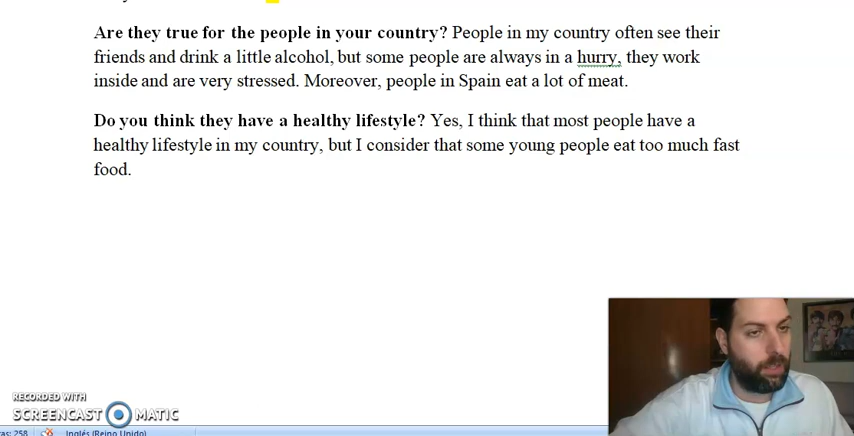 Are they true for the people in your country? People in my country often see their
friends and drink a little alcohol, but some people are always in a hurry, they work
inside and are very stressed. Moreover, people in Spain eat a lot of meat.
Do you think they have a healthy lifestyle? Yes, I think that most people have a
healthy lifestyle in my country, but I consider that some young people eat too much fast
food.
RECORDED WITH
SCREENCAST MATIC
as: 258 Inglés (Reino Unido)